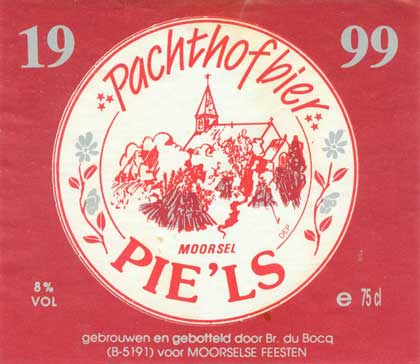 19 99
Pachthofbier
MOORSEL
DEP
PIE'LS
8%
VOL
e 75 cl
gebrouwen en gebotteld door Br. du Bocq
(B-5191) voor MOORSELSE FEESTEN